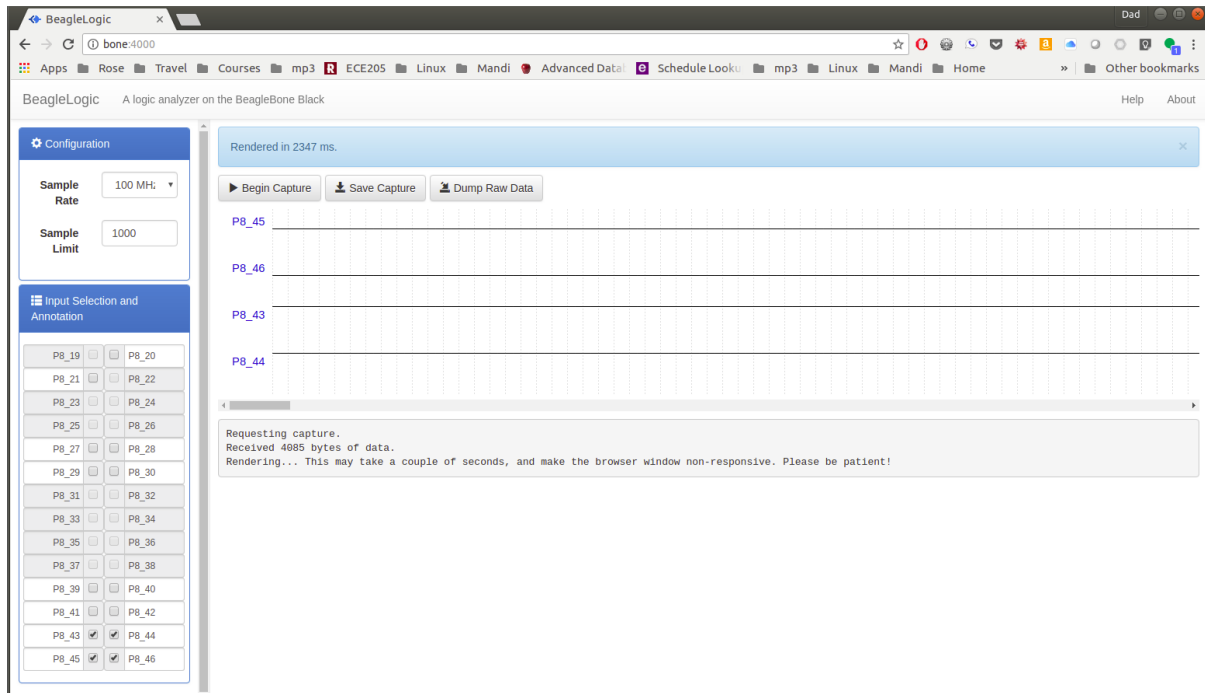 BeagleLogic
Dad
bone:4000
Apps Rose Travel Courses mp3 R ECE205 Linux Mandi Advanced Data e Schedule Looku mp3 Linux Mandi Home » Other bookmarks
BeagleLogic A logic analyzer on the BeagleBone Black Help About
Configuration
Sample Rate 100 MHz
Sample Limit 1000
Input Selection and
Annotation
P8_19 P8_20
P8_21 P8_22
P8_23 P8_24
P8_25 P8_26
P8_27 P8_28
P8_29 P8_30
P8_31 P8_32
P8_33 P8_34
P8_35 P8_36
P8_37 P8_38
P8_39 P8_40
P8_41 P8_42
P8_43 P8_44
P8_45 P8_46
Rendered in 2347 ms.
Begin Capture Save Capture Dump Raw Data
P8_45
P8_46
P8_43
P8_44
Requesting capture.
Received 4085 bytes of data.
Rendering... This may take a couple of seconds, and make the browser window non-responsive. Please be patient!